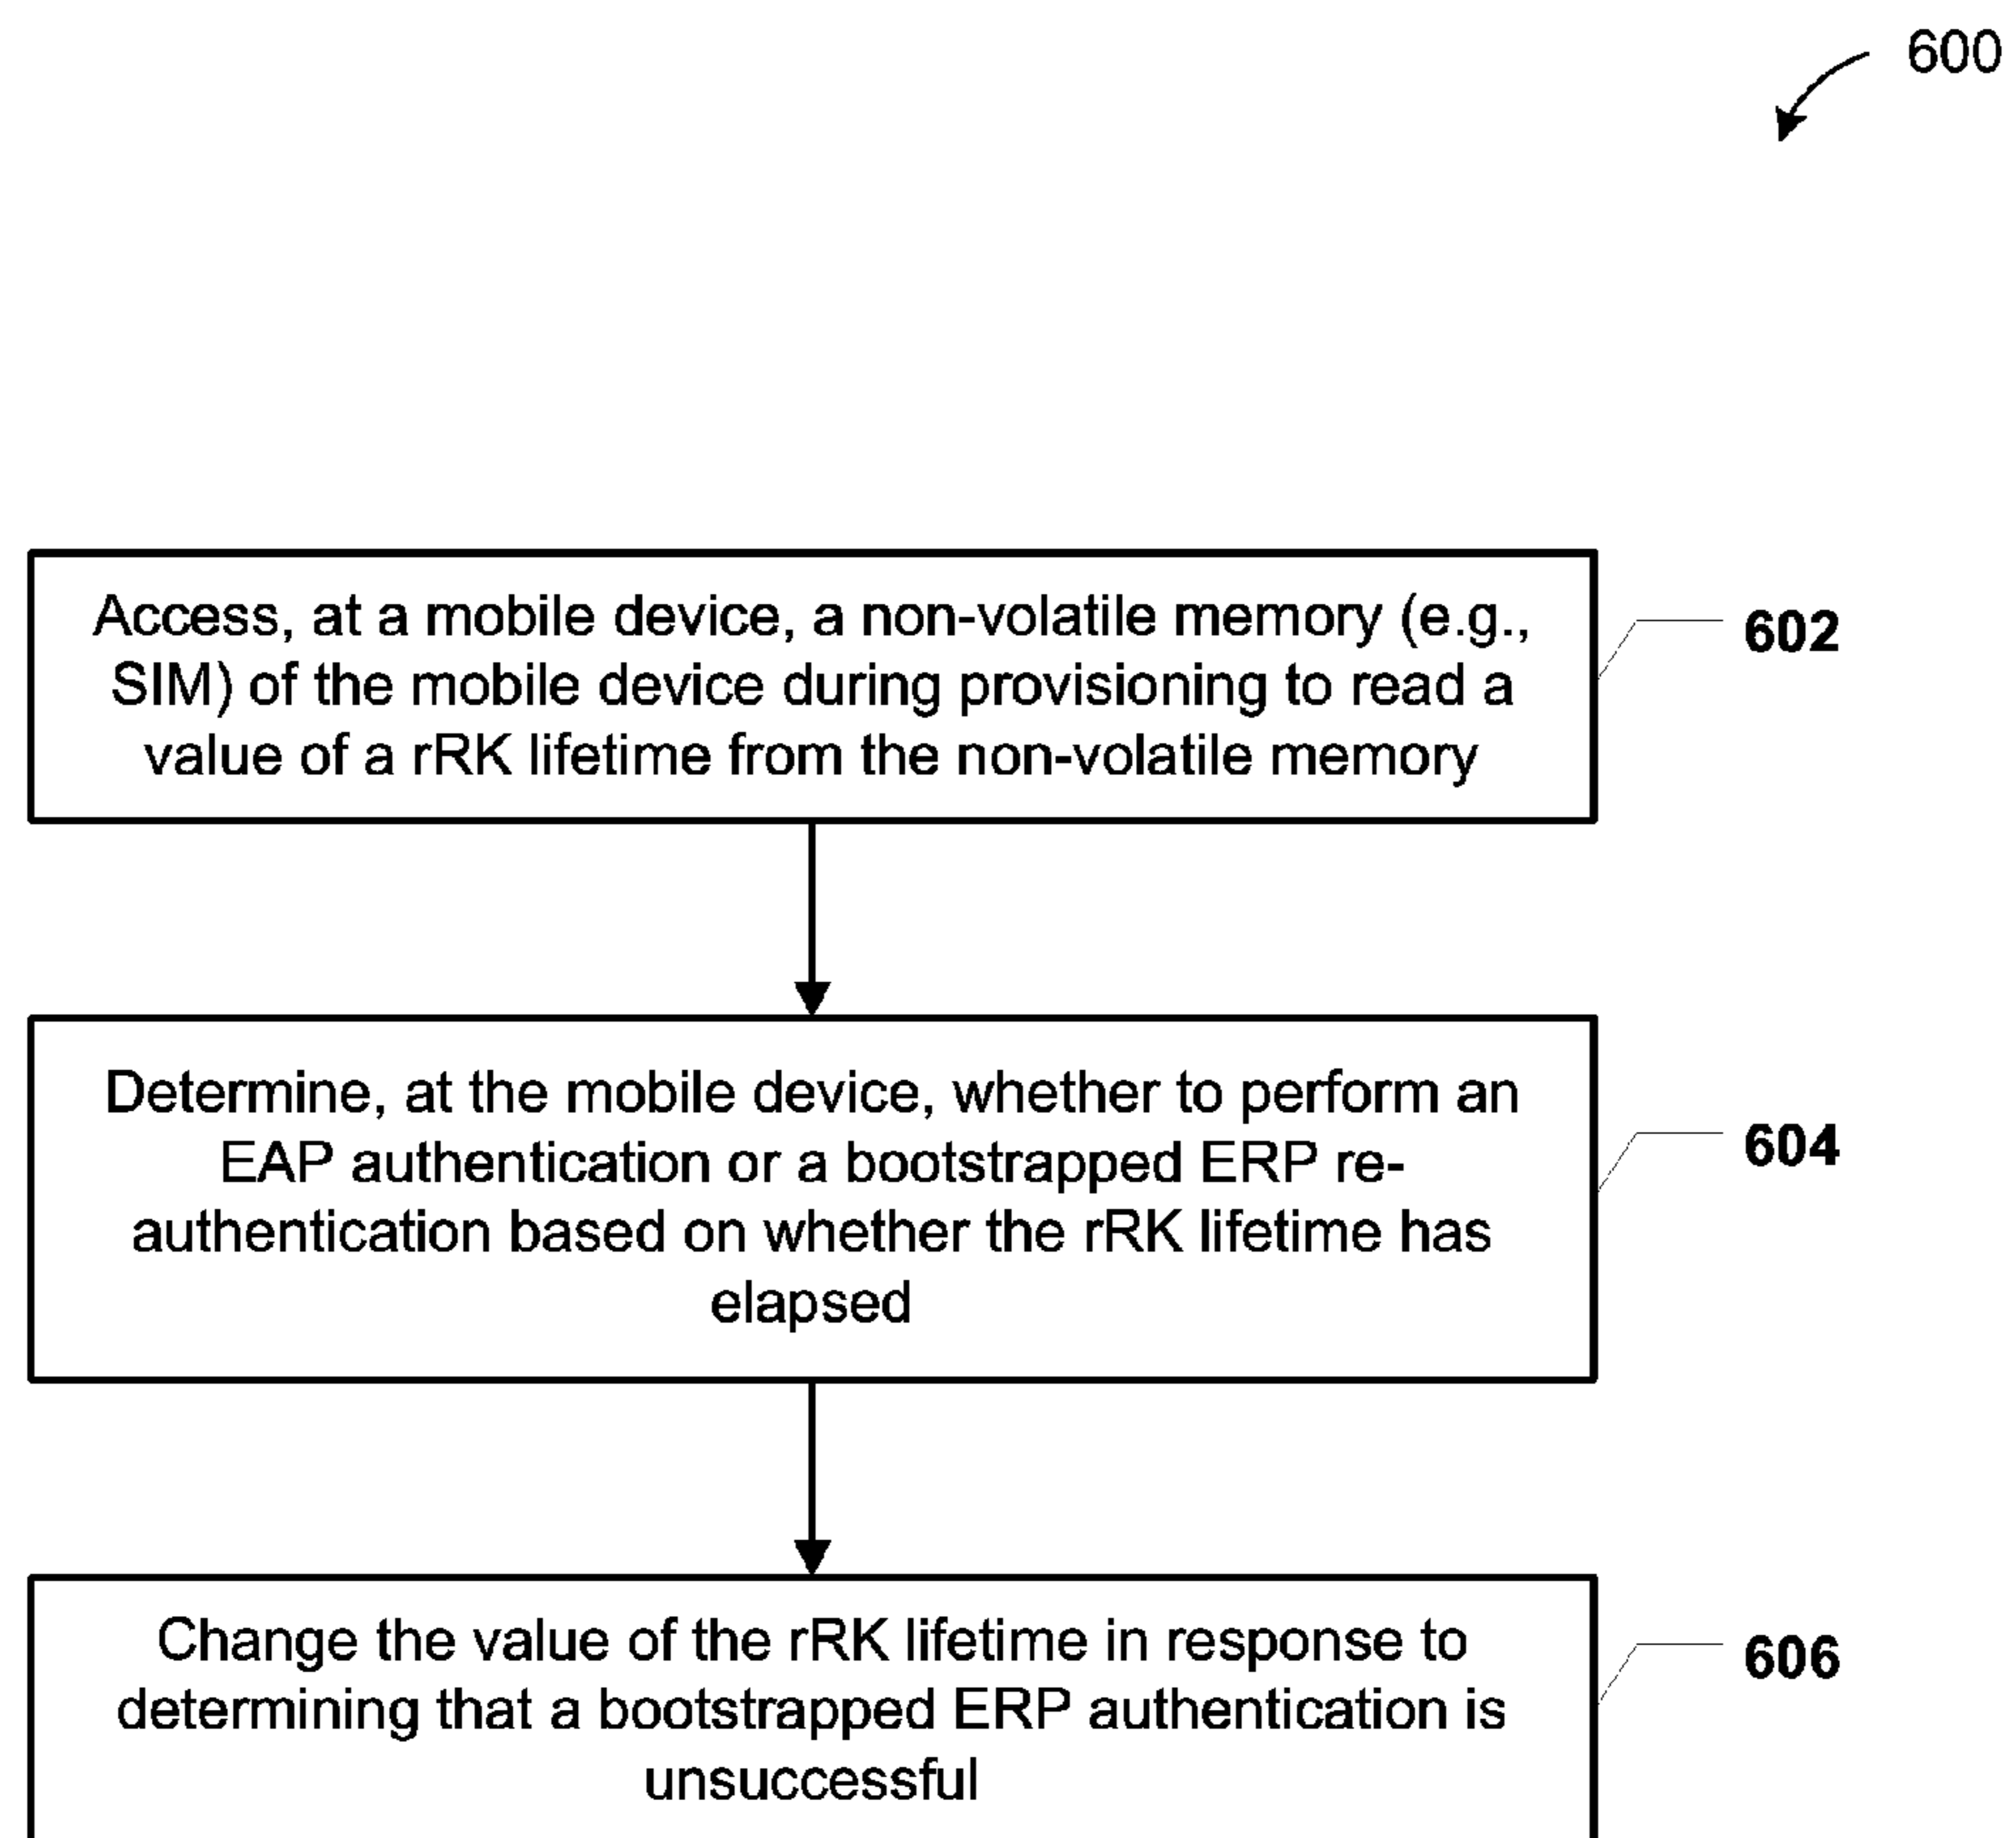 600
Access, at a mobile device, a non-volatile memory (e.g.,
SIM) of the mobile device during provisioning to read a
value of a rRK lifetime from the non-volatile memory
602
Determine, at the mobile device, whether to perform an
EAP authentication or a bootstrapped ERP re-
authentication based on whether the rRK lifetime has
elapsed
604
Change the value of the rRK lifetime in response to
determining that a bootstrapped ERP authentication is
unsuccessful
606